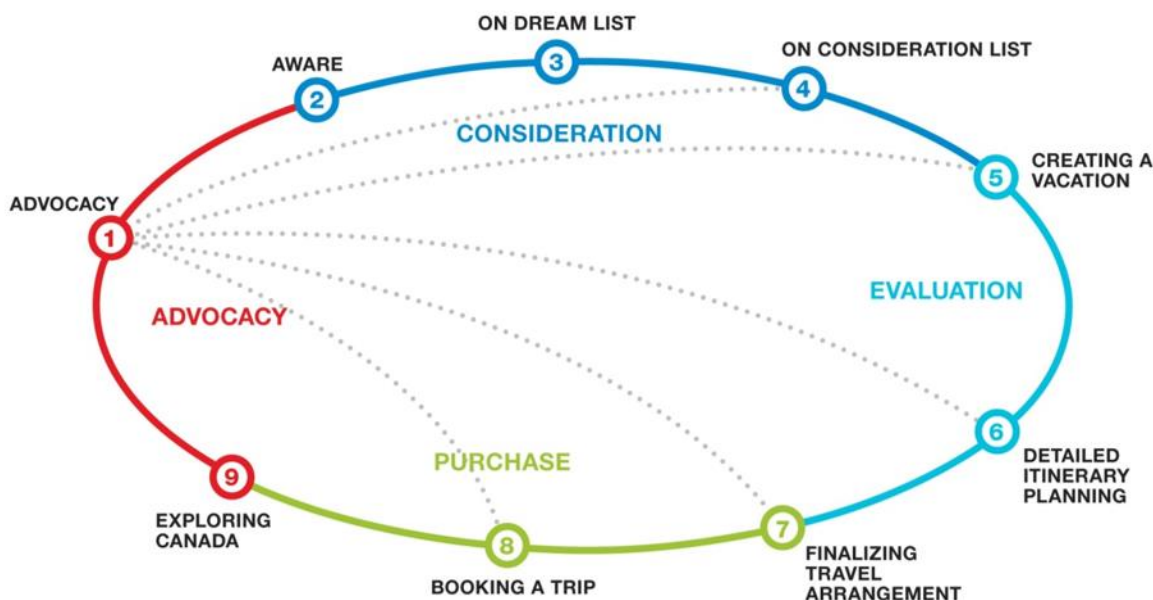 ON DREAM LIST
3
ON CONSIDERATION LIST
4
AWARE
2
CONSIDERATION
CREATING A
VACATION
5
ADVOCACY
1
EVALUATION
ADVOCACY
6
DETAILED
ITINERARY
PLANNING
PURCHASE
9
EXPLORING
CANADA
8
BOOKING A TRIP
7
FINALIZING
TRAVEL
ARRANGEMENT